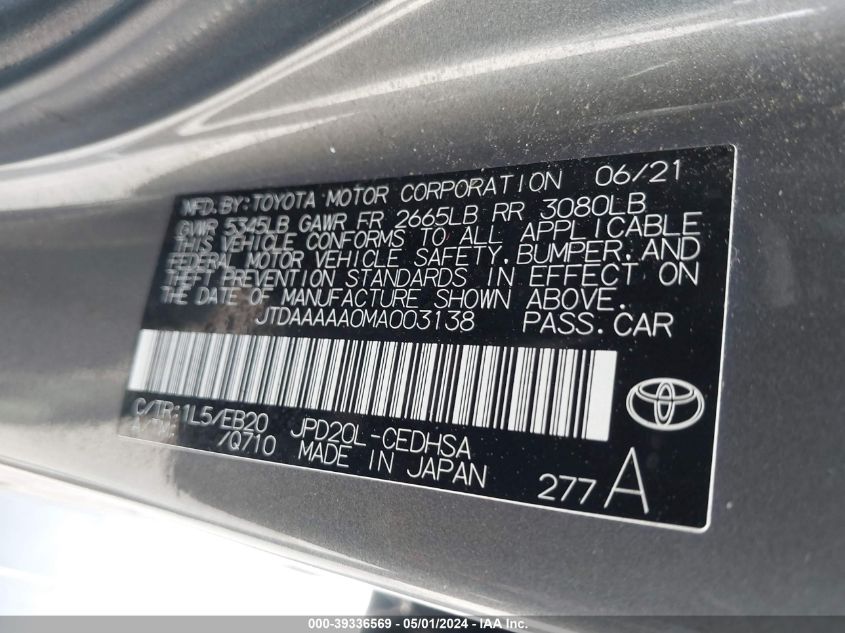 MFD. BY: TOYOTA MOTOR CORPORATION 06/21
GVWR 5345LB GAWR FR 2665LB RR 3080LB
THIS VEHICLE CONFORMS TO ALL APPLICABLE
FEDERAL MOTOR VEHICLE SAFETY, BUMPER, AND
THEFT PREVENTION STANDARDS IN EFFECT ON
THE DATE OF MANUFACTURE SHOWN ABOVE.
JTDAAAAA0MA003138 PASS. CAR
C/TR: 1L5/EB20 JPD20L-CEDHSA
/Q710 MADE IN JAPAN
277 A
000-39336569 - 05/01/2024 - IAA Inc.